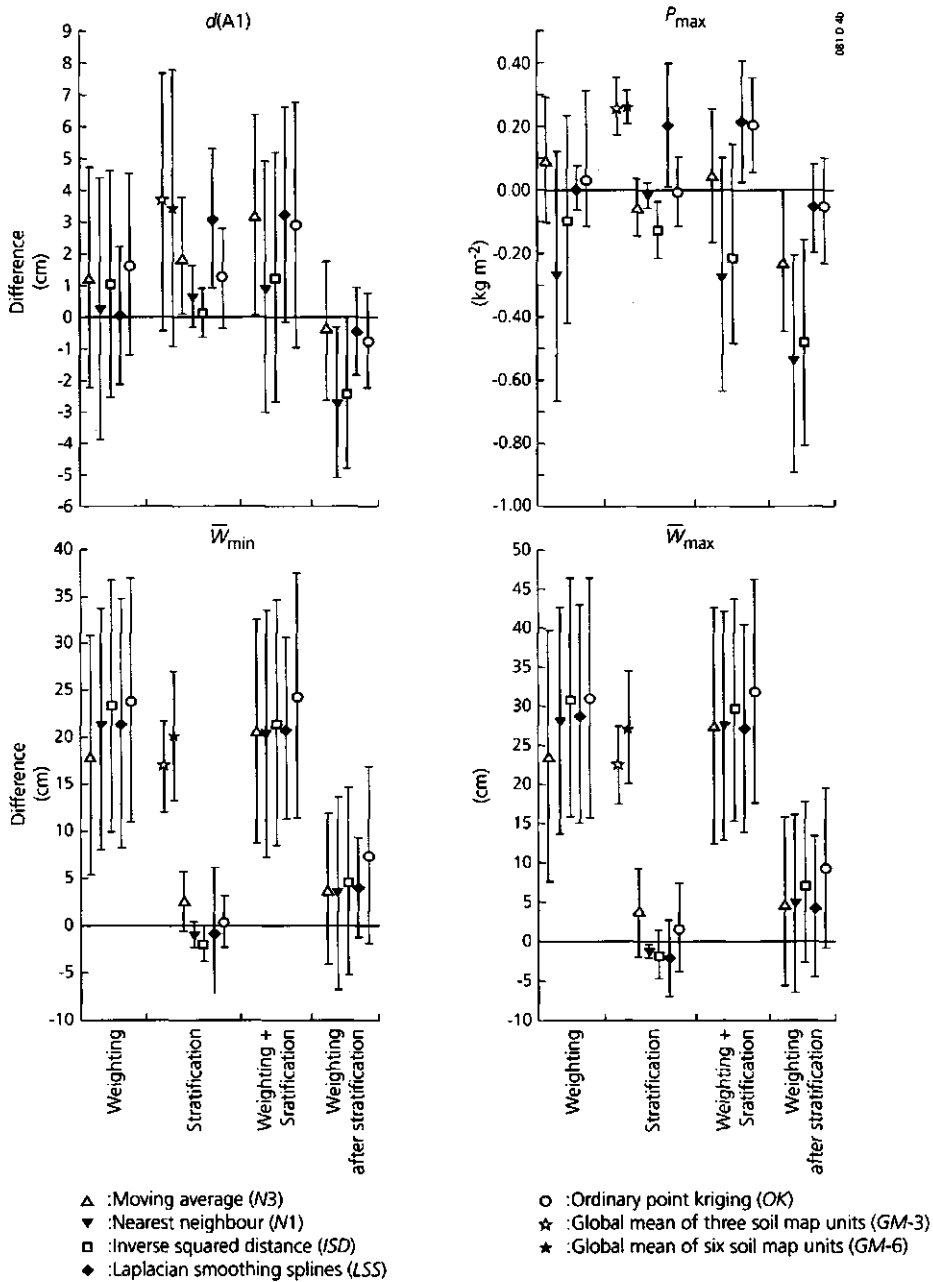 d(A1)
9
8
7
6
5
4
3
2
1
0
-1
-2
-3
-4
-5
-6
Difference
(cm)
Pmax
081 D 4b
0.40
0.20
0.00
-0.20
-0.40
-0.60
-0.80
-1.00
(kg m⁻²)
W̅min
40
35
30
25
20
15
10
5
0
-5
-10
Difference
(cm)
W̅max
50
45
40
35
30
25
20
15
10
5
0
-5
-10
(cm)
Weighting
Stratification
Weighting +
Sratification
Weighting
after stratification
Weighting
Stratification
Weighting +
Sratification
Weighting
after stratification
△ :Moving average (N3)
▼ :Nearest neighbour (N1)
□ :Inverse squared distance (ISD)
◆ :Laplacian smoothing splines (LSS)
○ :Ordinary point kriging (OK)
☆ :Global mean of three soil map units (GM-3)
★ :Global mean of six soil map units (GM-6)